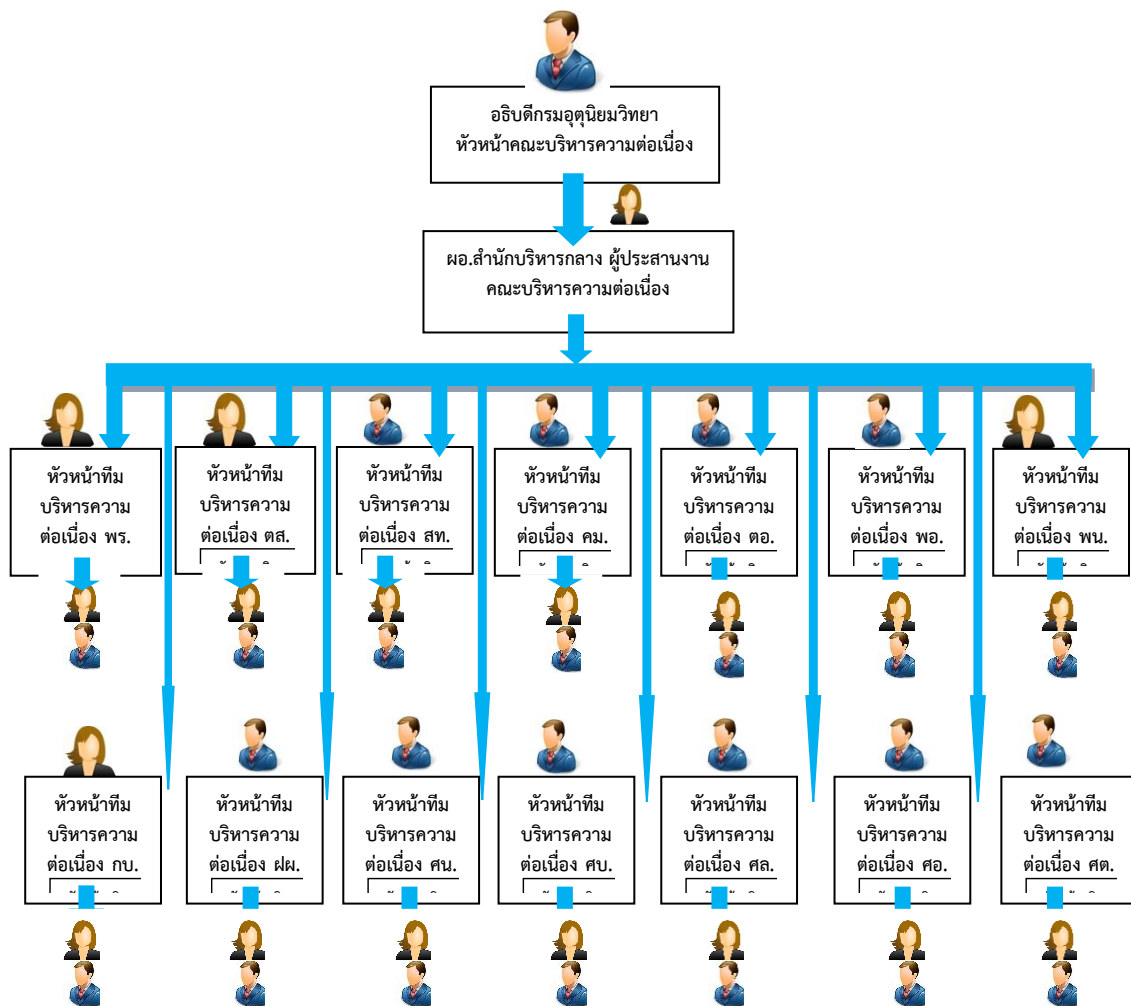 อธิบดีกรมอุตุนิยมวิทยา
หัวหน้าคณะบริหารความต่อเนื่อง
ผอ.สำนักบริหารกลาง ผู้ประสานงาน
คณะบริหารความต่อเนื่อง
หัวหน้าทีม
บริหารความ
ต่อเนื่อง พร.
หัวหน้าทีม
บริหารความ
ต่อเนื่อง ตส.
หัวหน้าทีม
บริหารความ
ต่อเนื่อง สท.
หัวหน้าทีม
บริหารความ
ต่อเนื่อง คม.
หัวหน้าทีม
บริหารความ
ต่อเนื่อง ตอ.
หัวหน้าทีม
บริหารความ
ต่อเนื่อง พอ.
หัวหน้าทีม
บริหารความ
ต่อเนื่อง พน.
หัวหน้าทีม
บริหารความ
ต่อเนื่อง กบ.
หัวหน้าทีม
บริหารความ
ต่อเนื่อง ฝผ.
หัวหน้าทีม
บริหารความ
ต่อเนื่อง ศน.
หัวหน้าทีม
บริหารความ
ต่อเนื่อง ศบ.
หัวหน้าทีม
บริหารความ
ต่อเนื่อง ศล.
หัวหน้าทีม
บริหารความ
ต่อเนื่อง ศอ.
หัวหน้าทีม
บริหารความ
ต่อเนื่อง ศต.